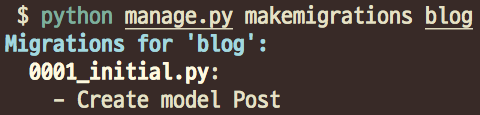 $ python manage.py makemigrations blog
Migrations for 'blog':
0001_initial.py:
- Create model Post